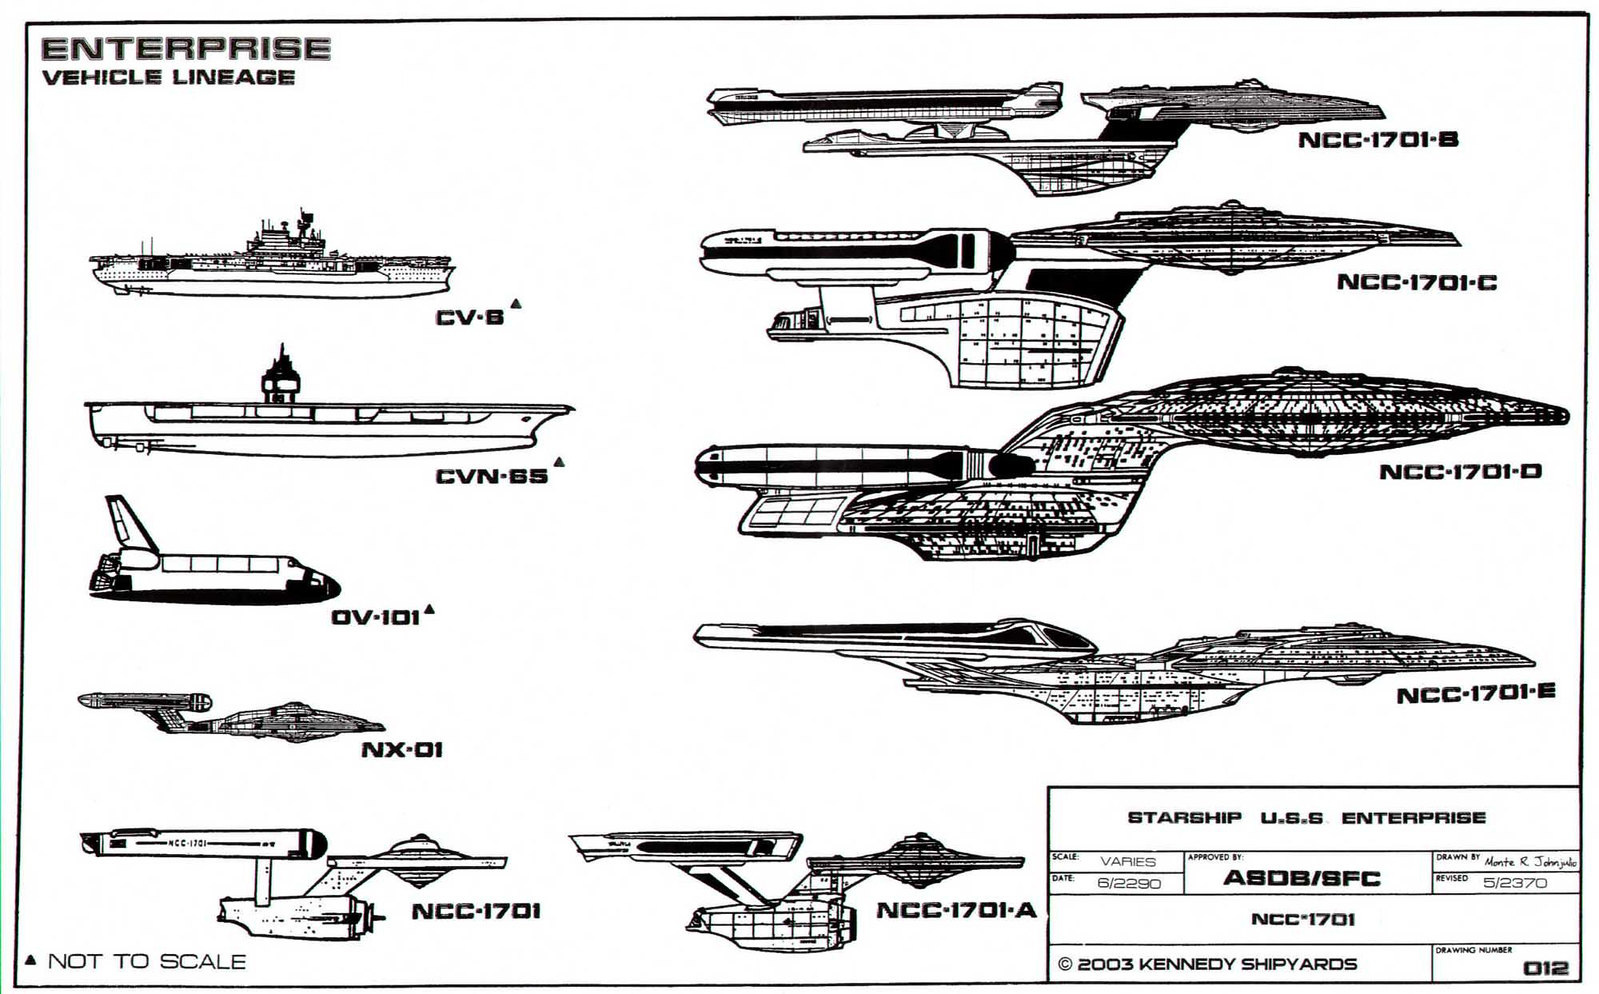 ENTERPRISE
VEHICLE LINEAGE
NCC-1701-B
NCC-1701-C
CV-6
NCC-1701-D
CVN-65
OV-101
NCC-1701-E
NX-01
NCC-1701
NCC-1701
NCC-1701-A
NOT TO SCALE
STARSHIP U.S.S ENTERPRISE
SCALE: VARIES
DATE: 6/2290
APPROVED BY:
ASDB/SFC
DRAWN BY Monte R. Johnjulio
REVISED 5/2370
NCC-1701
© 2003 KENNEDY SHIPYARDS
DRAWING NUMBER
012